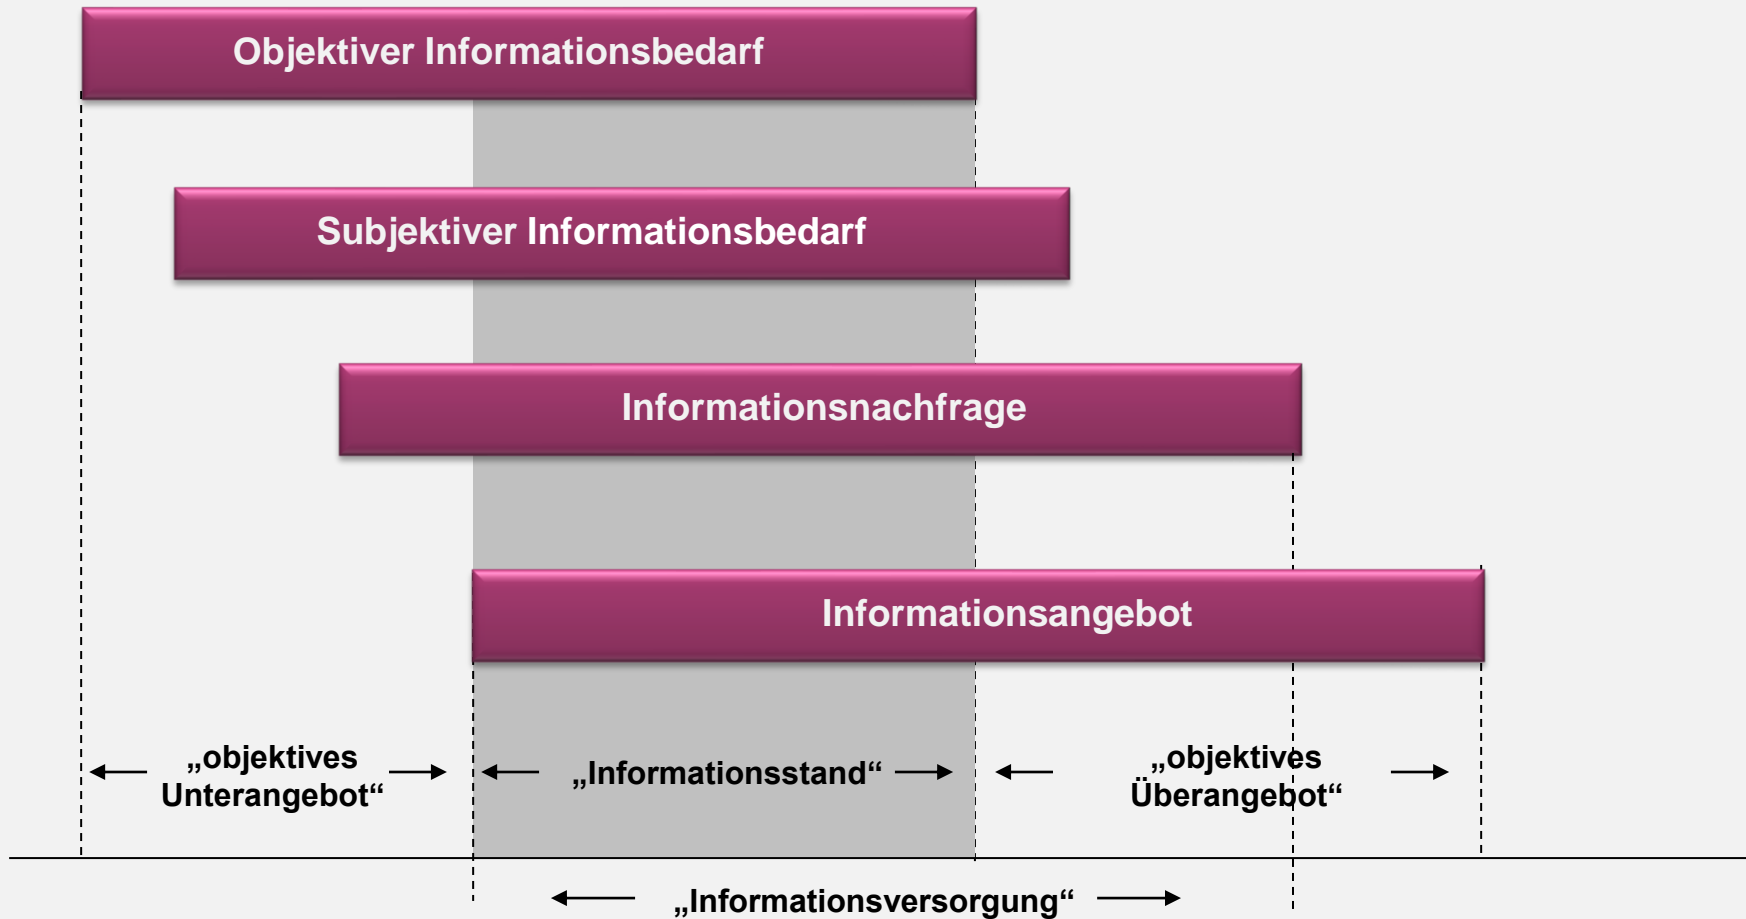 Objektiver Informationsbedarf
Subjektiver Informationsbedarf
Informationsnachfrage
Informationsangebot
„objektives
Unterangebot“
„Informationsstand“
„objektives
Überangebot“
„Informationsversorgung“